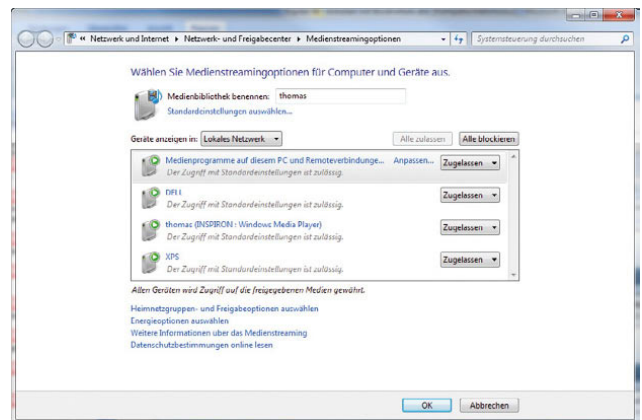 « Netzwerk und Internet ▸ Netzwerk- und Freigabecenter ▸ Medienstreamingoptionen
Systemsteuerung durchsuchen
Wählen Sie Medienstreamingoptionen für Computer und Geräte aus.
Medienbibliothek benennen: thomas
Standardeinstellungen auswählen...
Geräte anzeigen in: Lokales Netzwerk Alle zulassen Alle blockieren
Medienprogramme auf diesem PC und Remoteverbindunge... Anpassen... Zugelassen
Der Zugriff mit Standardeinstellungen ist zulässig.
DELL Zugelassen
Der Zugriff mit Standardeinstellungen ist zulässig.
thomas (INSPIRON : Windows Media Player) Zugelassen
Der Zugriff mit Standardeinstellungen ist zulässig.
XPS Zugelassen
Der Zugriff mit Standardeinstellungen ist zulässig.
Allen Geräten wird Zugriff auf die freigegebenen Medien gewährt.
Heimnetzgruppen- und Freigabeoptionen auswählen
Energieoptionen auswählen
Weitere Informationen über das Medienstreaming
Datenschutzbestimmungen online lesen
OK Abbrechen